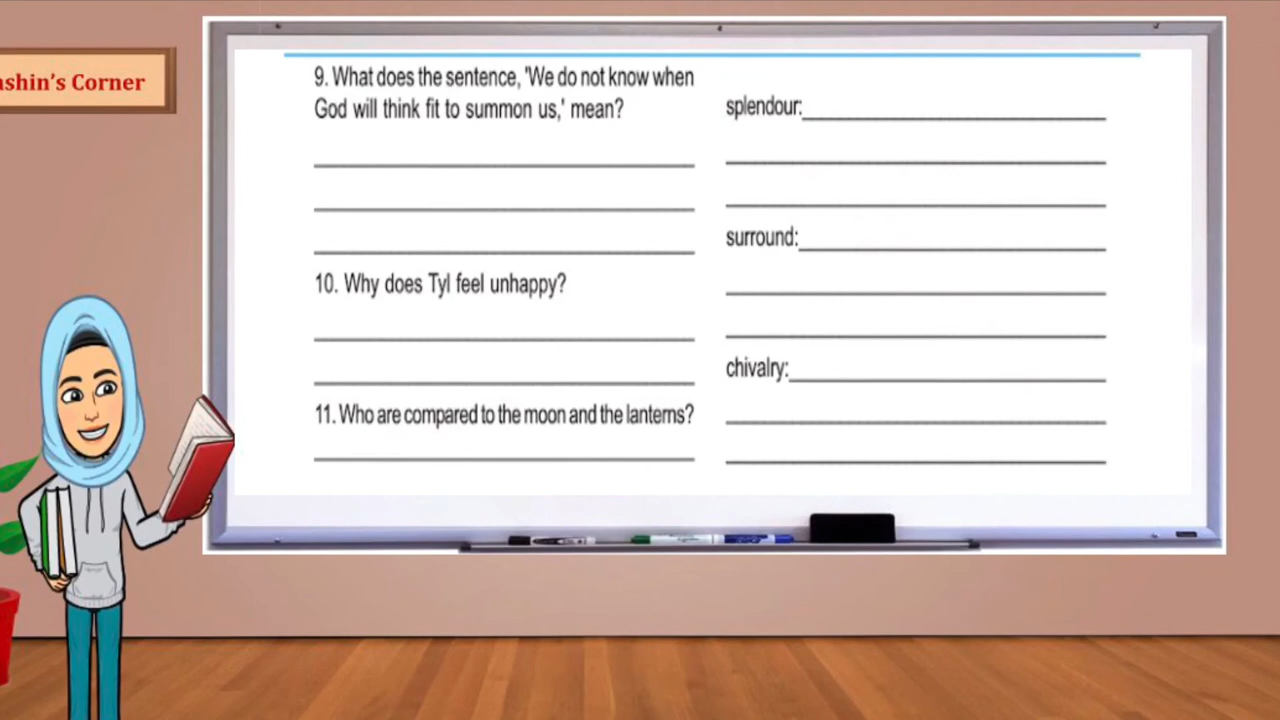 ashin's Corner
9. What does the sentence, 'We do not know when
God will think fit to summon us,' mean?
10. Why does Tyl feel unhappy?
11. Who are compared to the moon and the lanterns?
splendour:
surround:
chivalry: